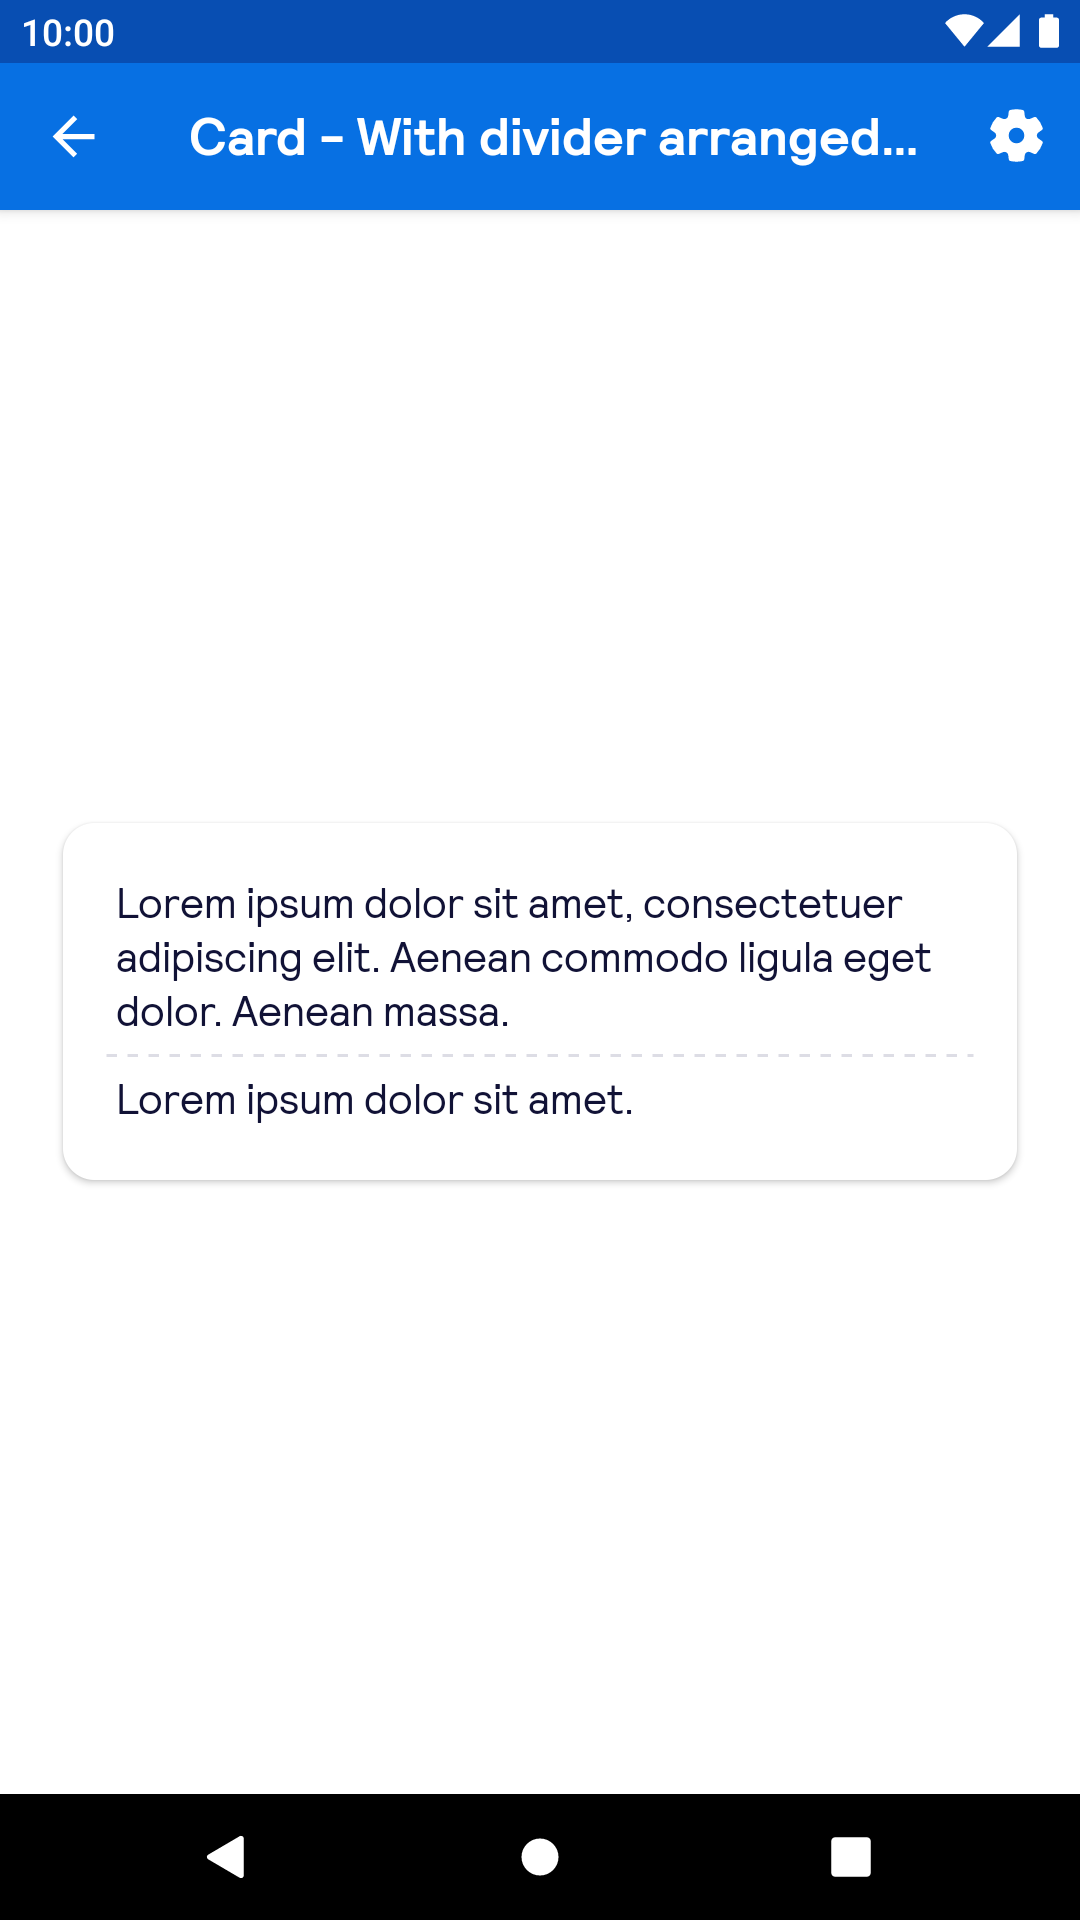 10:00
Card - With divider arranged...
Lorem ipsum dolor sit amet, consectetuer
adipiscing elit. Aenean commodo ligula eget
dolor. Aenean massa.
Lorem ipsum dolor sit amet.